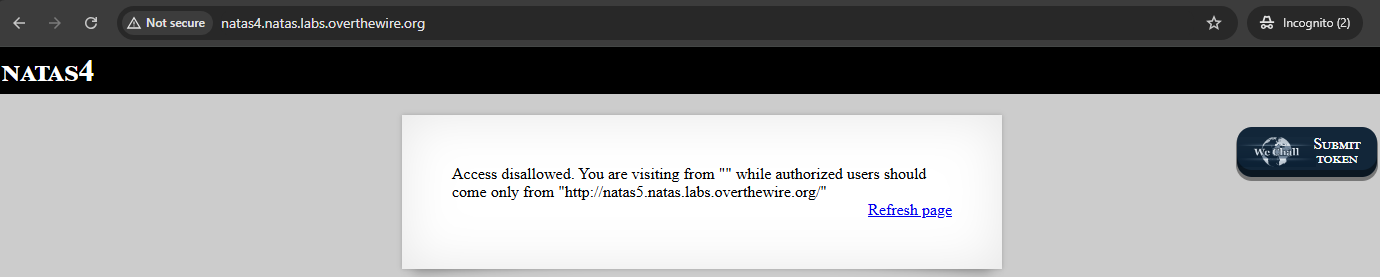 Not secure natas4.natas.labs.overthewire.org Incognito (2)
NATAS4
Access disallowed. You are visiting from "" while authorized users should
come only from "http://natas5.natas.labs.overthewire.org/"
Refresh page
We Chall
SUBMIT
TOKEN